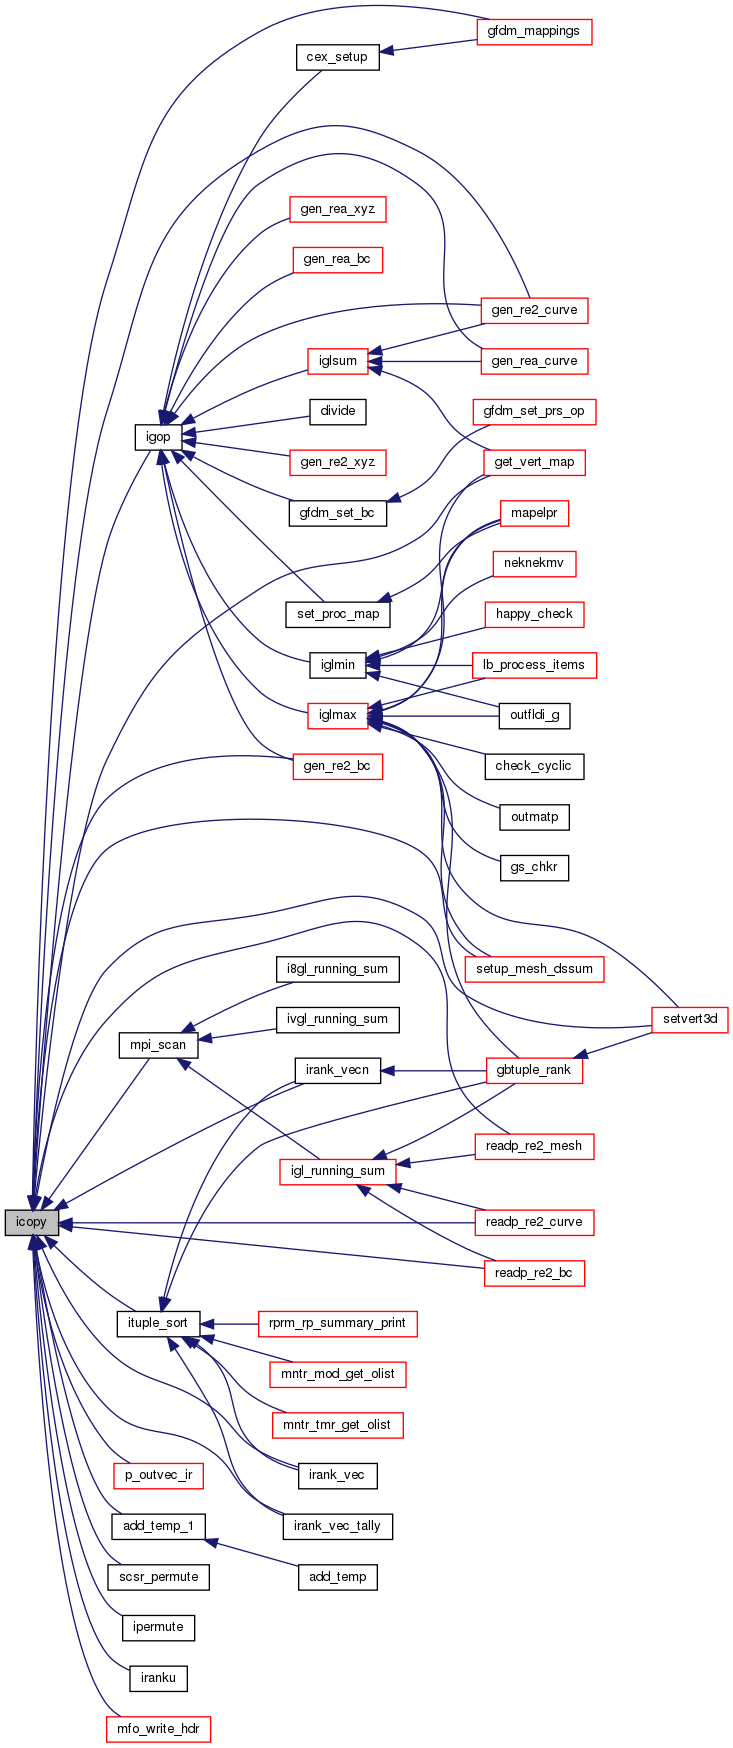 gfdm_mappings
cex_setup
gen_rea_xyz
gen_rea_bc
gen_re2_curve
gen_rea_curve
iglsum
divide
gfdm_set_prs_op
igop
gen_re2_xyz
get_vert_map
gfdm_set_bc
mapelpr
neknekmv
set_proc_map
happy_check
iglmin
lb_process_items
iglmax
outfldi_g
gen_re2_bc
check_cyclic
outmatp
gs_chkr
i8gl_running_sum
setup_mesh_dssum
ivgl_running_sum
setvert3d
mpi_scan
irank_vecn
gbtuple_rank
readp_re2_mesh
igl_running_sum
icopy
readp_re2_curve
readp_re2_bc
ituple_sort
rprm_rp_summary_print
mntr_mod_get_olist
mntr_tmr_get_olist
p_outvec_ir
irank_vec
add_temp_1
irank_vec_tally
scsr_permute
add_temp
ipermute
iranku
mfo_write_hdr